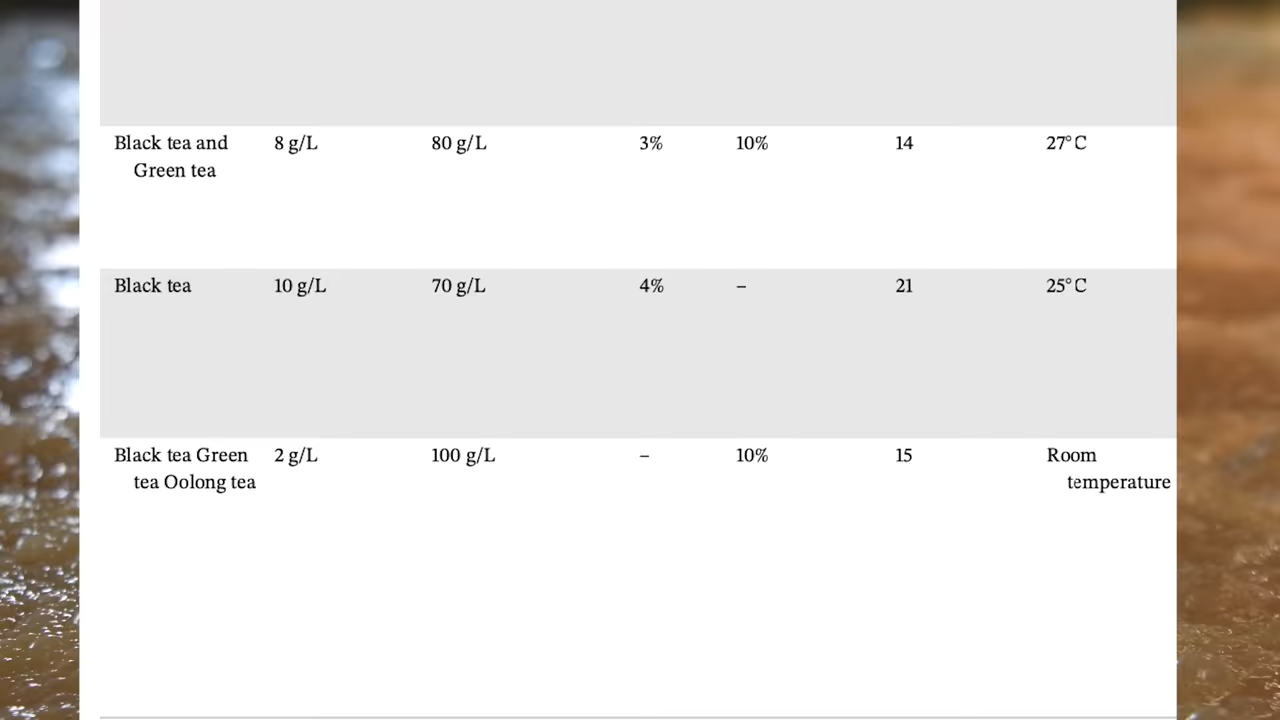 Black tea and 8 g/L 80 g/L 3% 10% 14 27°C
Green tea
Black tea 10 g/L 70 g/L 4% – 21 25°C
Black tea Green 2 g/L 100 g/L – 10% 15 Room
tea Oolong tea temperature